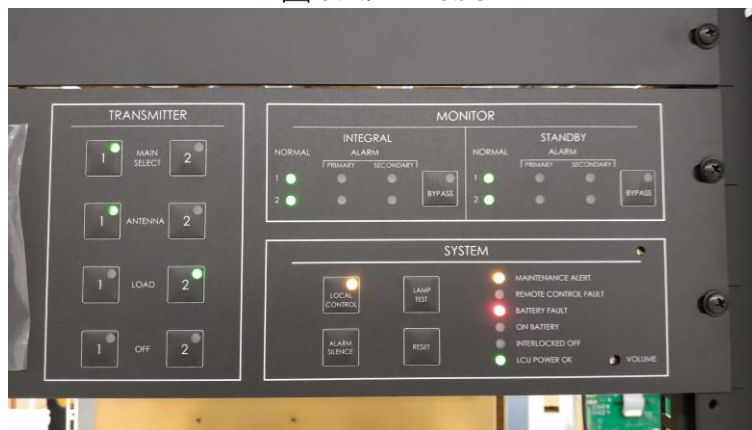 TRANSMITTER
1 MAIN SELECT 2
1 ANTENNA 2
1 LOAD 2
1 OFF 2
MONITOR
INTEGRAL
NORMAL ALARM
PRIMARY SECONDARY
1
2
BYPASS
STANDBY
NORMAL ALARM
PRIMARY SECONDARY
1
2
BYPASS
SYSTEM
LOCAL CONTROL
LAMP TEST
ALARM SILENCE
RESET
MAINTENANCE ALERT
REMOTE CONTROL FAULT
BATTERY FAULT
ON BATTERY
INTERLOCKED OFF
LCU POWER OK
VOLUME